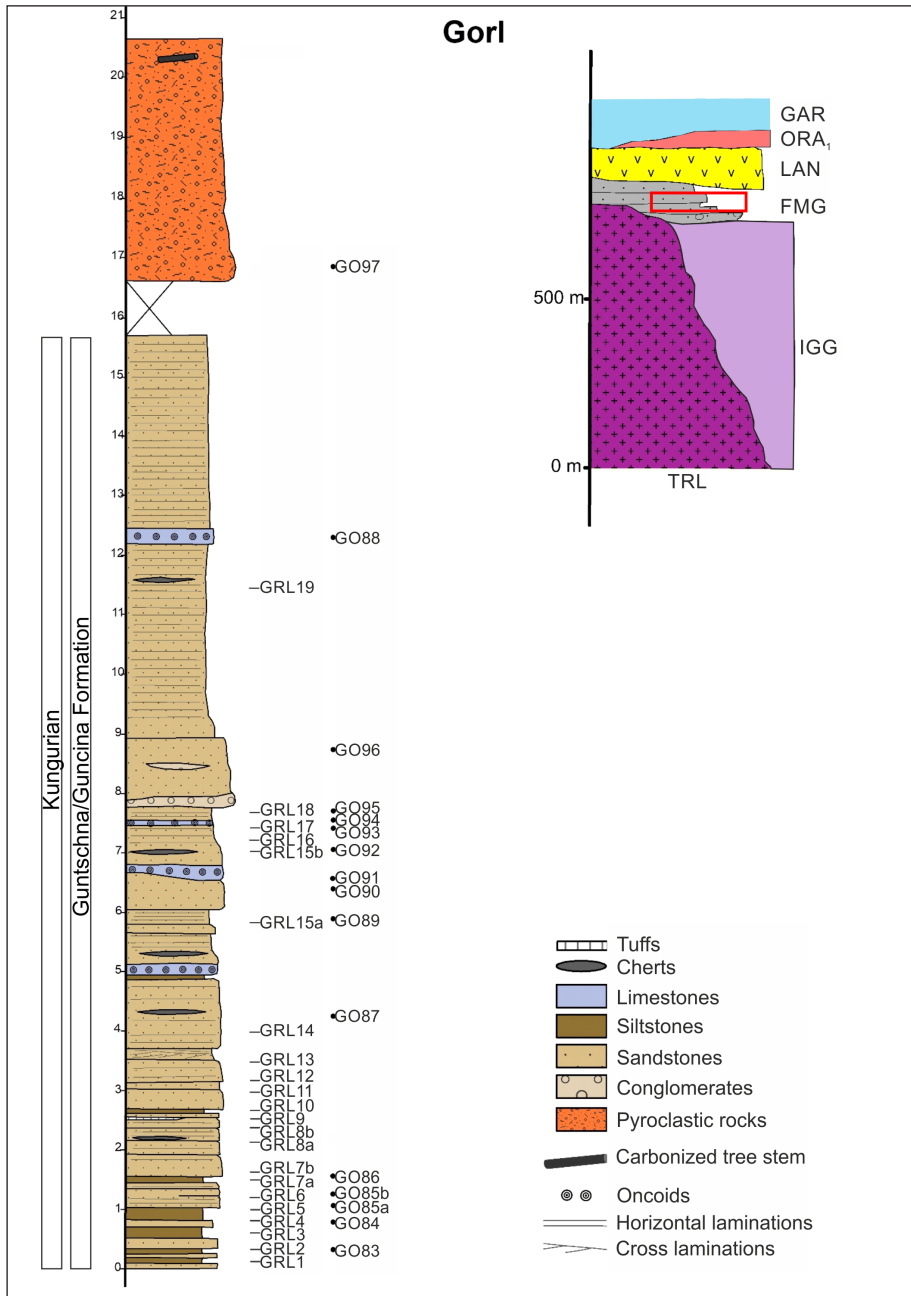 Gorl
21
20
19
18
17
16
15
14
13
12
11
10
9
8
7
6
5
4
3
2
1
0
Kungurian
Guntschna/Guncina Formation
GRL19
GRL18
GRL17
GRL16
GRL15b
GRL15a
GRL14
GRL13
GRL12
GRL11
GRL10
GRL9
GRL8b
GRL8a
GRL7b
GRL7a
GRL6
GRL5
GRL4
GRL3
GRL2
GRL1
GO97
GO88
GO96
GO95
GO94
GO93
GO92
GO91
GO90
GO89
GO87
GO86
GO85b
GO85a
GO84
GO83
GAR
ORA1
LAN
FMG
500 m
IGG
0 m
TRL
Tuffs
Cherts
Limestones
Siltstones
Sandstones
Conglomerates
Pyroclastic rocks
Carbonized tree stem
Oncoids
Horizontal laminations
Cross laminations